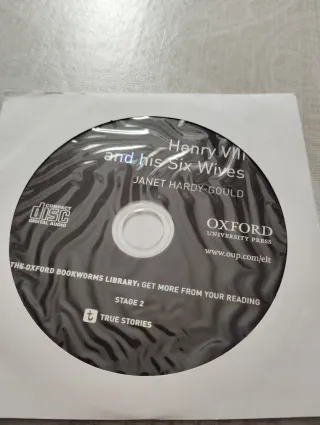 Henry VIII
and his Six Wives
JANET HARDY-GOULD
COMPACT
disc
DIGITAL AUDIO
OXFORD
UNIVERSITY PRESS
www.oup.com/elt
THE OXFORD BOOKWORMS LIBRARY: GET MORE FROM YOUR READING
STAGE 2
t TRUE STORIES